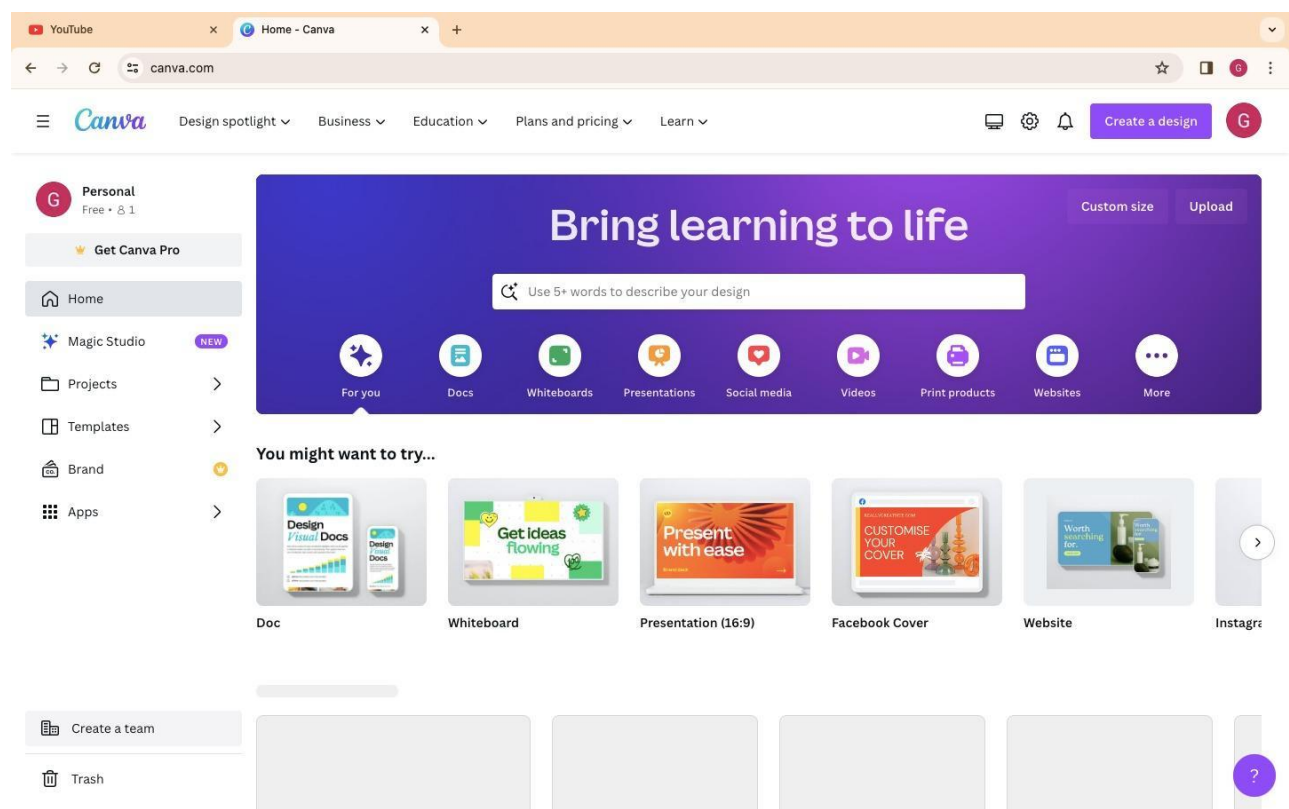 YouTube
Home - Canva
canva.com
G
Canva
Design spotlight
Business
Education
Plans and pricing
Learn
Create a design
G
G
Personal
Free • 1
Get Canva Pro
Home
Magic Studio NEW
Projects
Templates
Brand
Apps
Create a team
Trash
Custom size
Upload
Bring learning to life
Use 5+ words to describe your design
For you
Docs
Whiteboards
Presentations
Social media
Videos
Print products
Websites
More
You might want to try...
Design
Visual Docs
Design
Visual
Docs
Get ideas
flowing
Present
with ease
CUSTOMISE
YOUR
COVER
Worth
searching
for.
Doc
Whiteboard
Presentation (16:9)
Facebook Cover
Website
Instagra
?